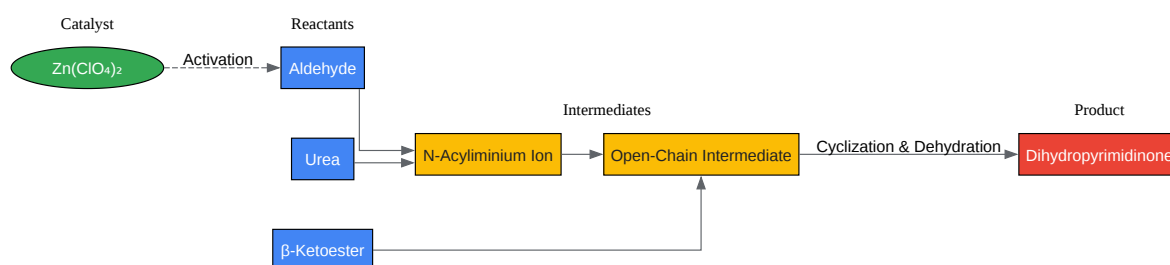 Catalyst
Reactants
Zn(ClO₄)₂
Activation
Aldehyde
Intermediates
Product
Urea
N-Acyliminium Ion
Open-Chain Intermediate
Cyclization & Dehydration
Dihydropyrimidinone
β-Ketoester